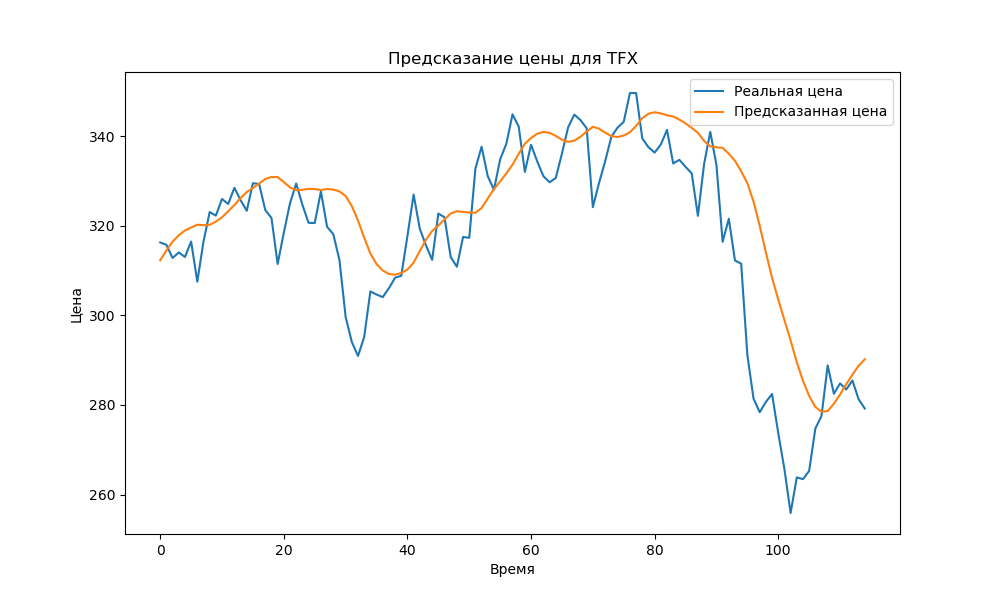 Предсказание цены для TFX
Реальная цена
Предсказанная цена
Цена
340
320
300
280
260
0 20 40 60 80 100
Время